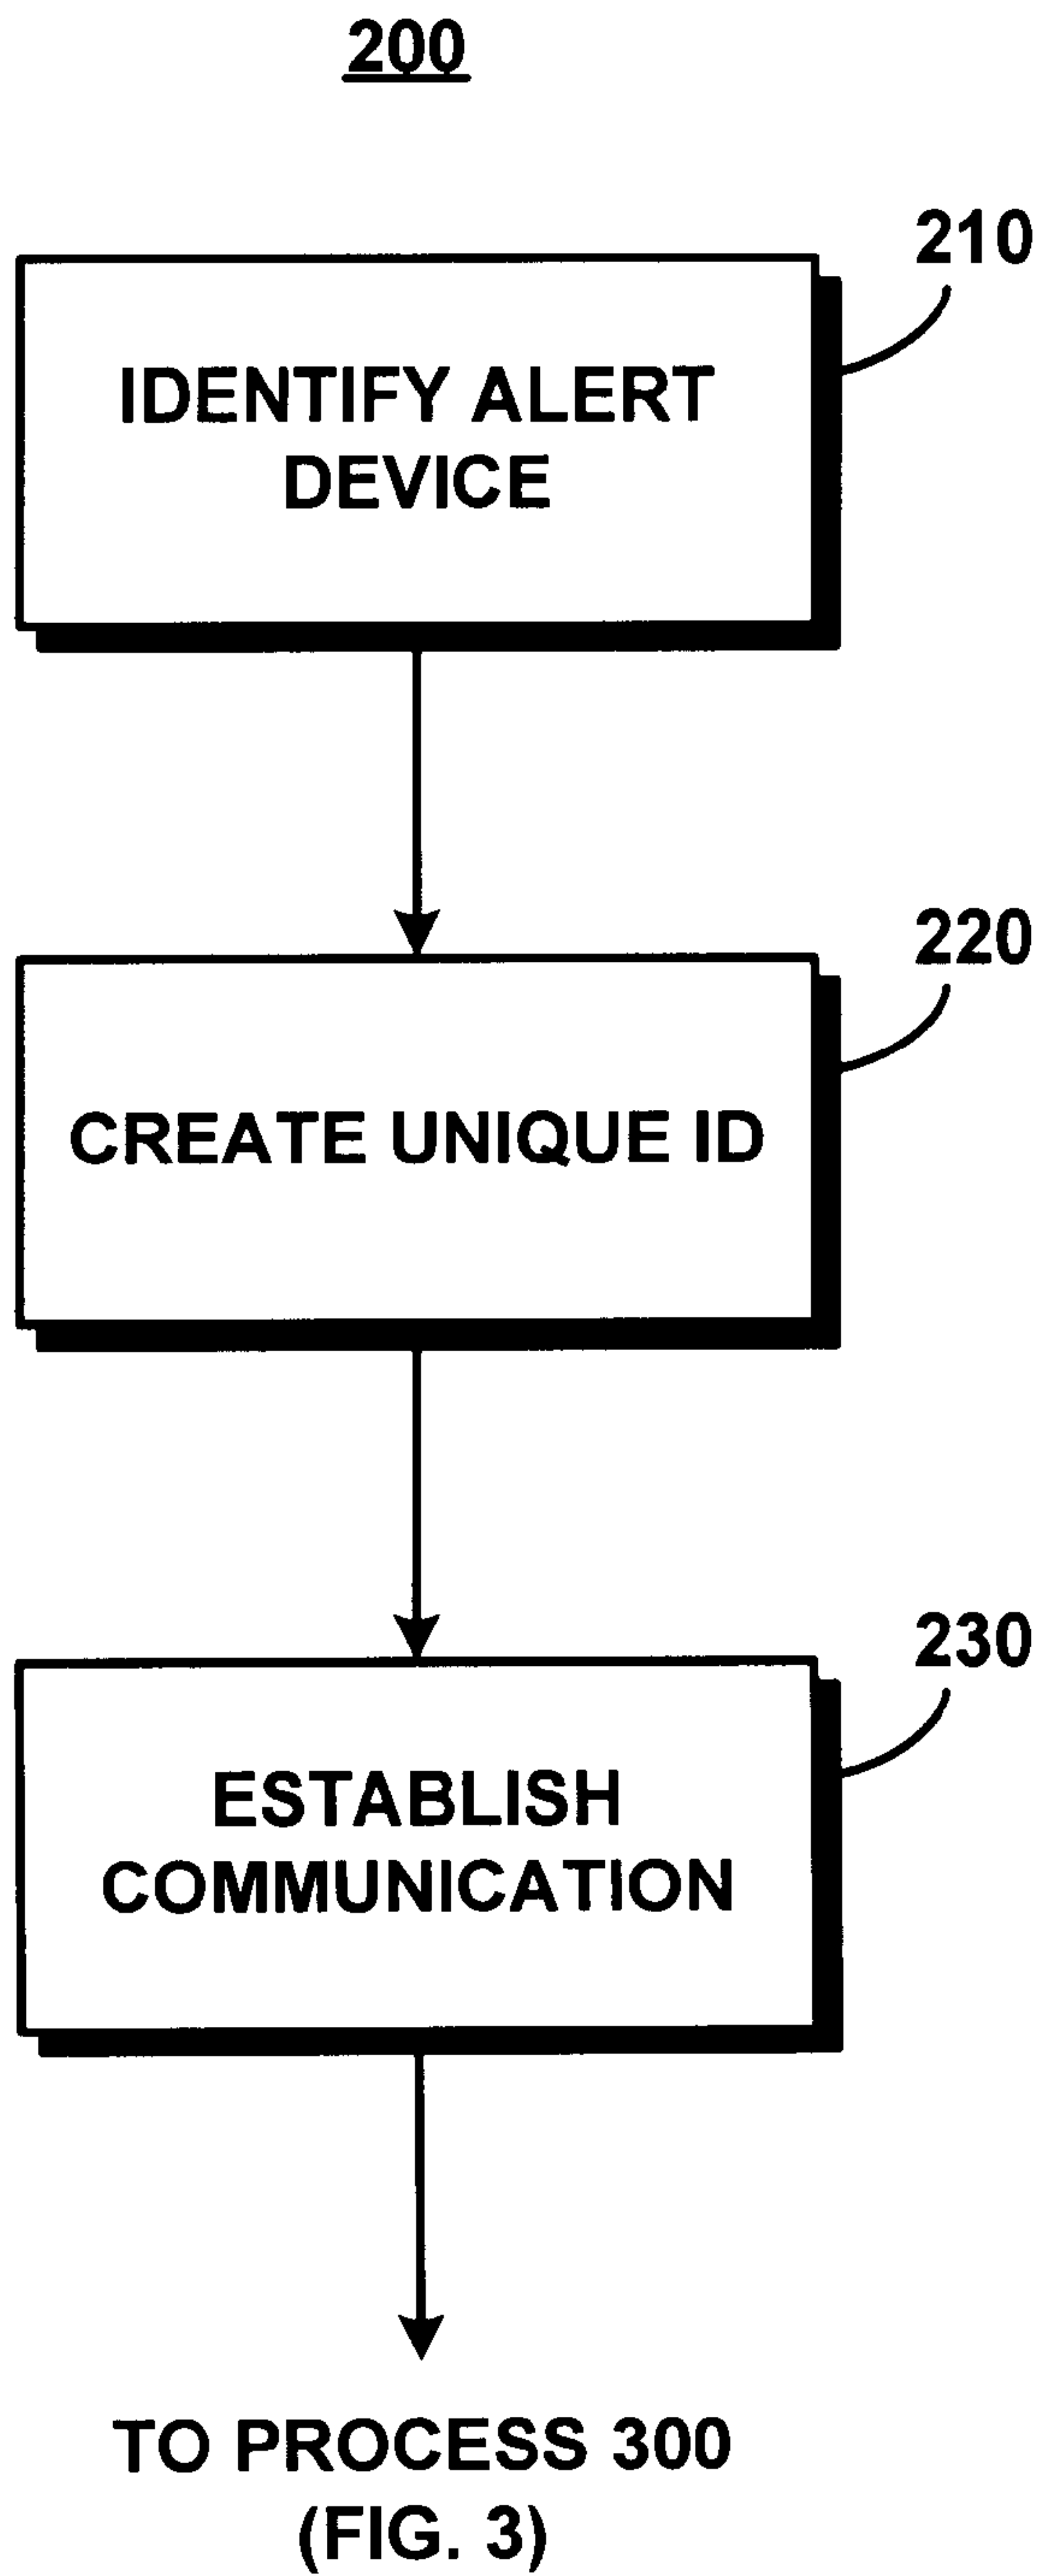 200
210
IDENTIFY ALERT
DEVICE
220
CREATE UNIQUE ID
230
ESTABLISH
COMMUNICATION
TO PROCESS 300
(FIG. 3)